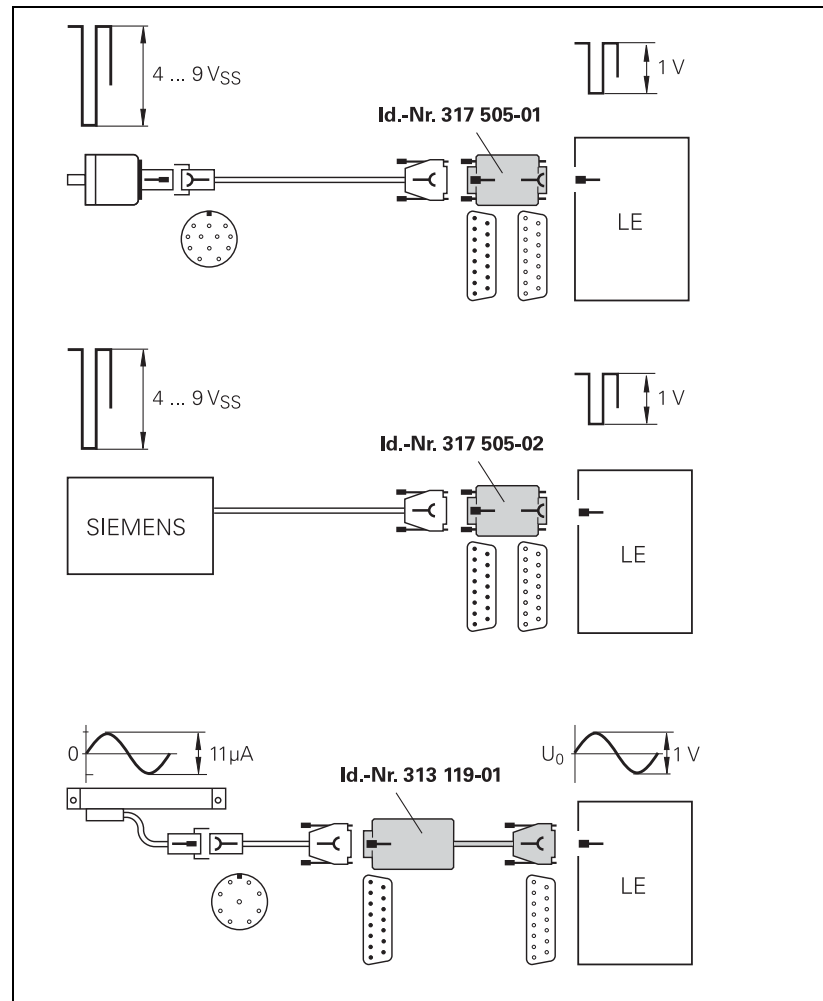 4 ... 9 VSS
1 V
Id.-Nr. 317 505-01
LE
4 ... 9 VSS
1 V
Id.-Nr. 317 505-02
SIEMENS
LE
0
11µA
U0
1 V
Id.-Nr. 313 119-01
LE